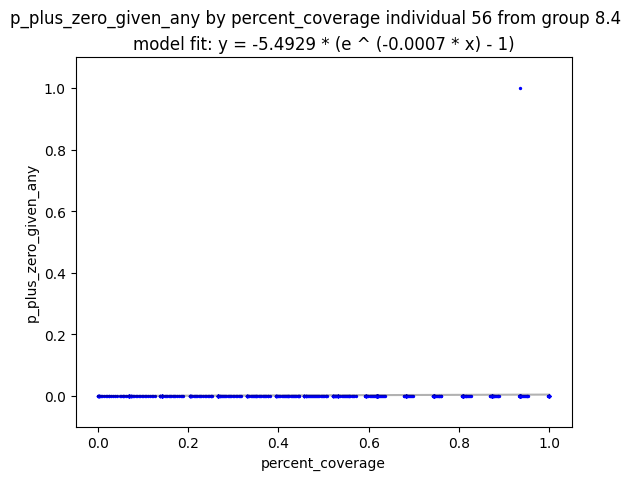 p_plus_zero_given_any by percent_coverage individual 56 from group 8.4
model fit: y = -5.4929 * (e ^ (-0.0007 * x) - 1)
1.0
0.8
0.6
0.4
0.2
0.0
p_plus_zero_given_any
0.0 0.2 0.4 0.6 0.8 1.0
percent_coverage